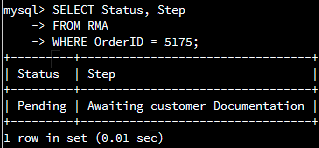 mysql> SELECT Status, Step
    -> FROM RMA
    -> WHERE OrderID = 5175;
+---------+---------------------------------+
| Status  | Step                            |
+---------+---------------------------------+
| Pending | Awaiting customer Documentation |
+---------+---------------------------------+
1 row in set (0.01 sec)